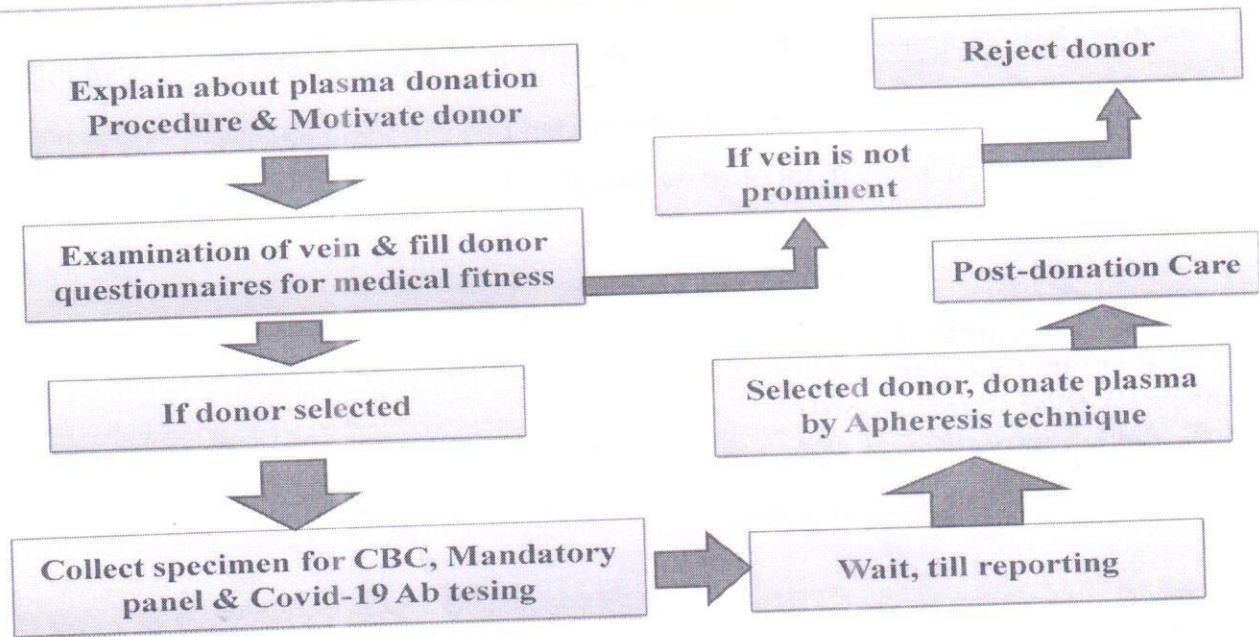 Explain about plasma donation
Procedure & Motivate donor
Examination of vein & fill donor
questionnaires for medical fitness
If donor selected
Collect specimen for CBC, Mandatory
panel & Covid-19 Ab tesing
Wait, till reporting
Selected donor, donate plasma
by Apheresis technique
Post-donation Care
If vein is not
prominent
Reject donor